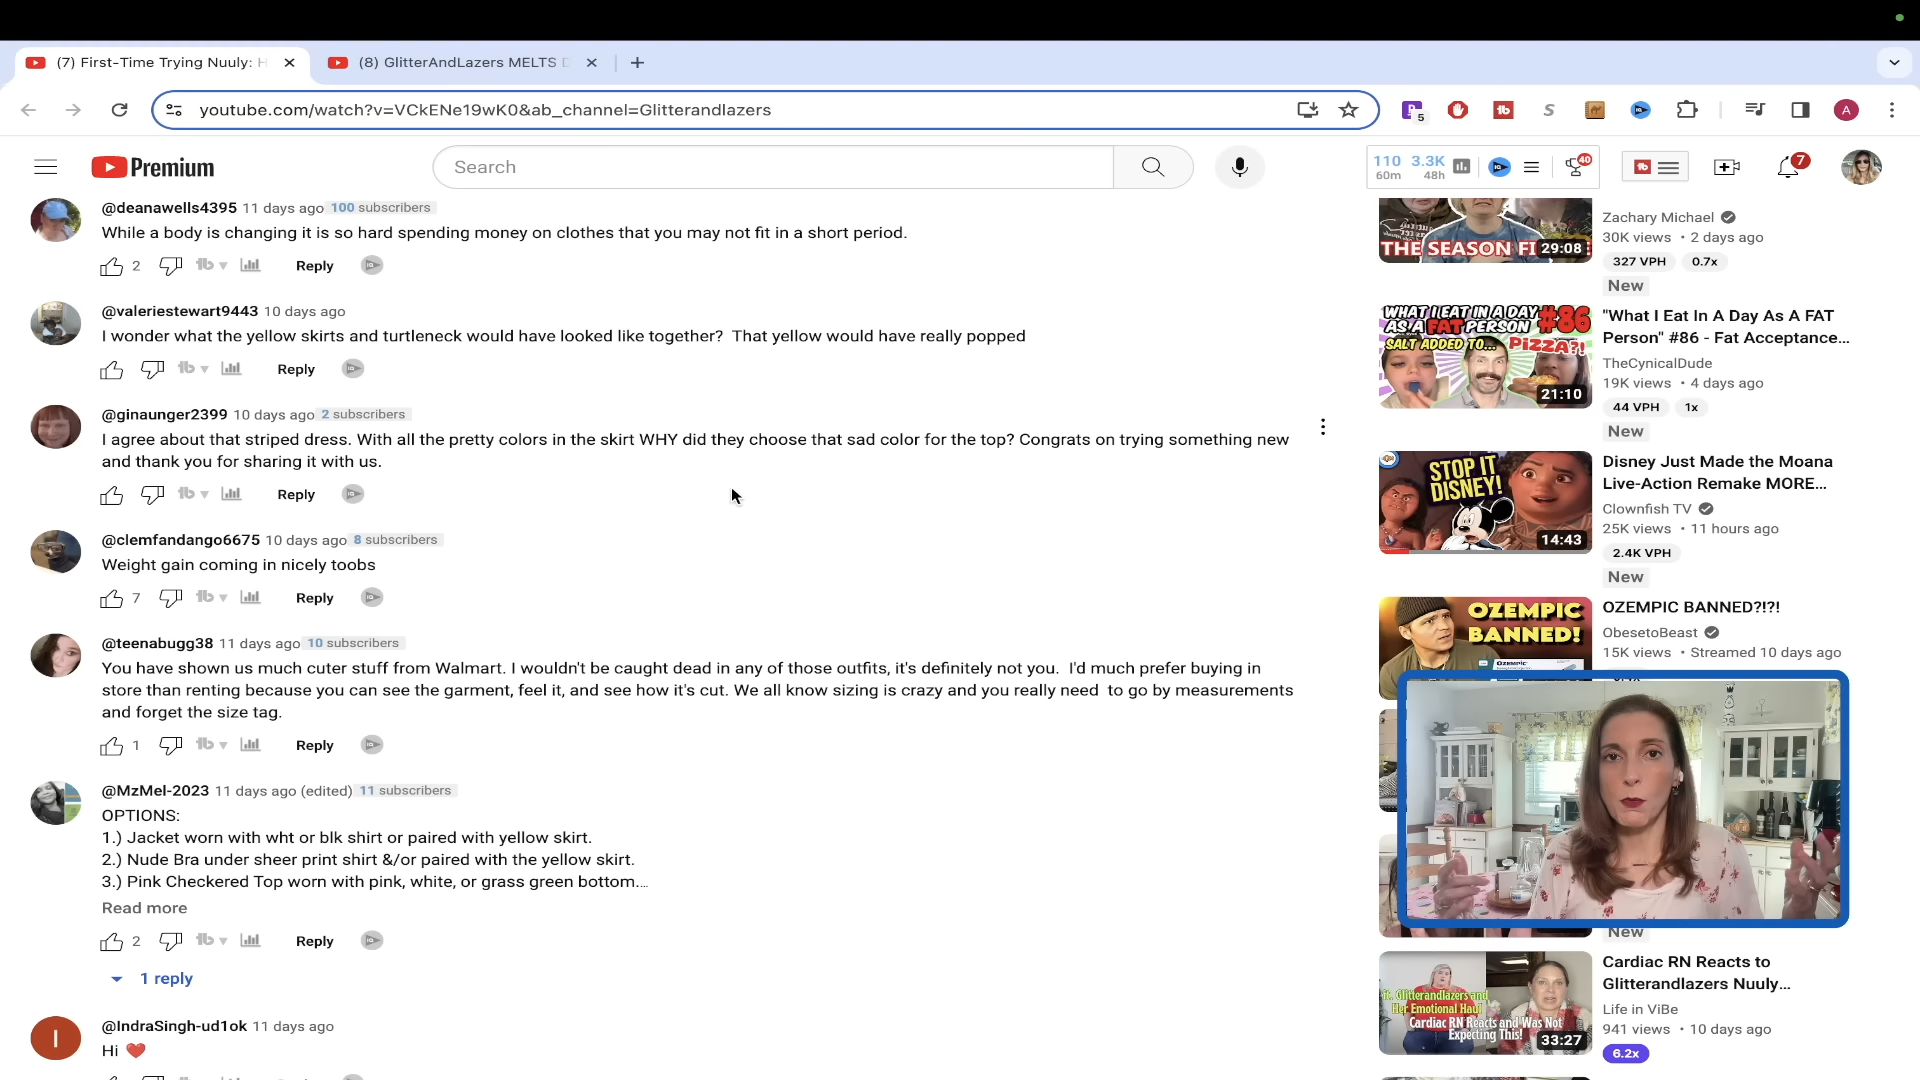 (7) First-Time Trying Nuuly: H
(8) GlitterAndLazers MELTS D
youtube.com/watch?v=VCkENe19wK0&ab_channel=Glitterandlazers
5
A
Premium
Search
110 3.3K
60m 48h
40
7
@deanawells4395 11 days ago 100 subscribers
While a body is changing it is so hard spending money on clothes that you may not fit in a short period.
2 Reply
@valeriestewart9443 10 days ago
I wonder what the yellow skirts and turtleneck would have looked like together? That yellow would have really popped
Reply
@ginaunger2399 10 days ago 2 subscribers
I agree about that striped dress. With all the pretty colors in the skirt WHY did they choose that sad color for the top? Congrats on trying something new
and thank you for sharing it with us.
Reply
@clemfandango6675 10 days ago 8 subscribers
Weight gain coming in nicely toobs
7 Reply
@teenabugg38 11 days ago 10 subscribers
You have shown us much cuter stuff from Walmart. I wouldn't be caught dead in any of those outfits, it's definitely not you. I'd much prefer buying in
store than renting because you can see the garment, feel it, and see how it's cut. We all know sizing is crazy and you really need to go by measurements
and forget the size tag.
1 Reply
@MzMel-2023 11 days ago (edited) 11 subscribers
OPTIONS:
1.) Jacket worn with wht or blk shirt or paired with yellow skirt.
2.) Nude Bra under sheer print shirt &/or paired with the yellow skirt.
3.) Pink Checkered Top worn with pink, white, or grass green bottom....
Read more
2 Reply
1 reply
I
@IndraSingh-ud1ok 11 days ago
Hi ❤️
THE SEASON FI
29:08
Zachary Michael
30K views • 2 days ago
327 VPH 0.7x
New
WHAT I EAT IN A DAY #86
AS A FAT PERSON
SALT ADDED TO... PIZZA?!
21:10
"What I Eat In A Day As A FAT
Person" #86 - Fat Acceptance...
TheCynicalDude
19K views • 4 days ago
44 VPH 1x
New
STOP IT
DISNEY!
14:43
Disney Just Made the Moana
Live-Action Remake MORE...
Clownfish TV
25K views • 11 hours ago
2.4K VPH
New
OZEMPIC
BANNED!
OZEMPIC
OZEMPIC BANNED?!?!
ObesetoBeast
15K views • Streamed 10 days ago
New
ft. Glitterandlazers and
Her Emotional Haul
Cardiac RN Reacts and Was Not
Expecting This!
33:27
Cardiac RN Reacts to
Glitterandlazers Nuuly...
Life in ViBe
941 views • 10 days ago
6.2x